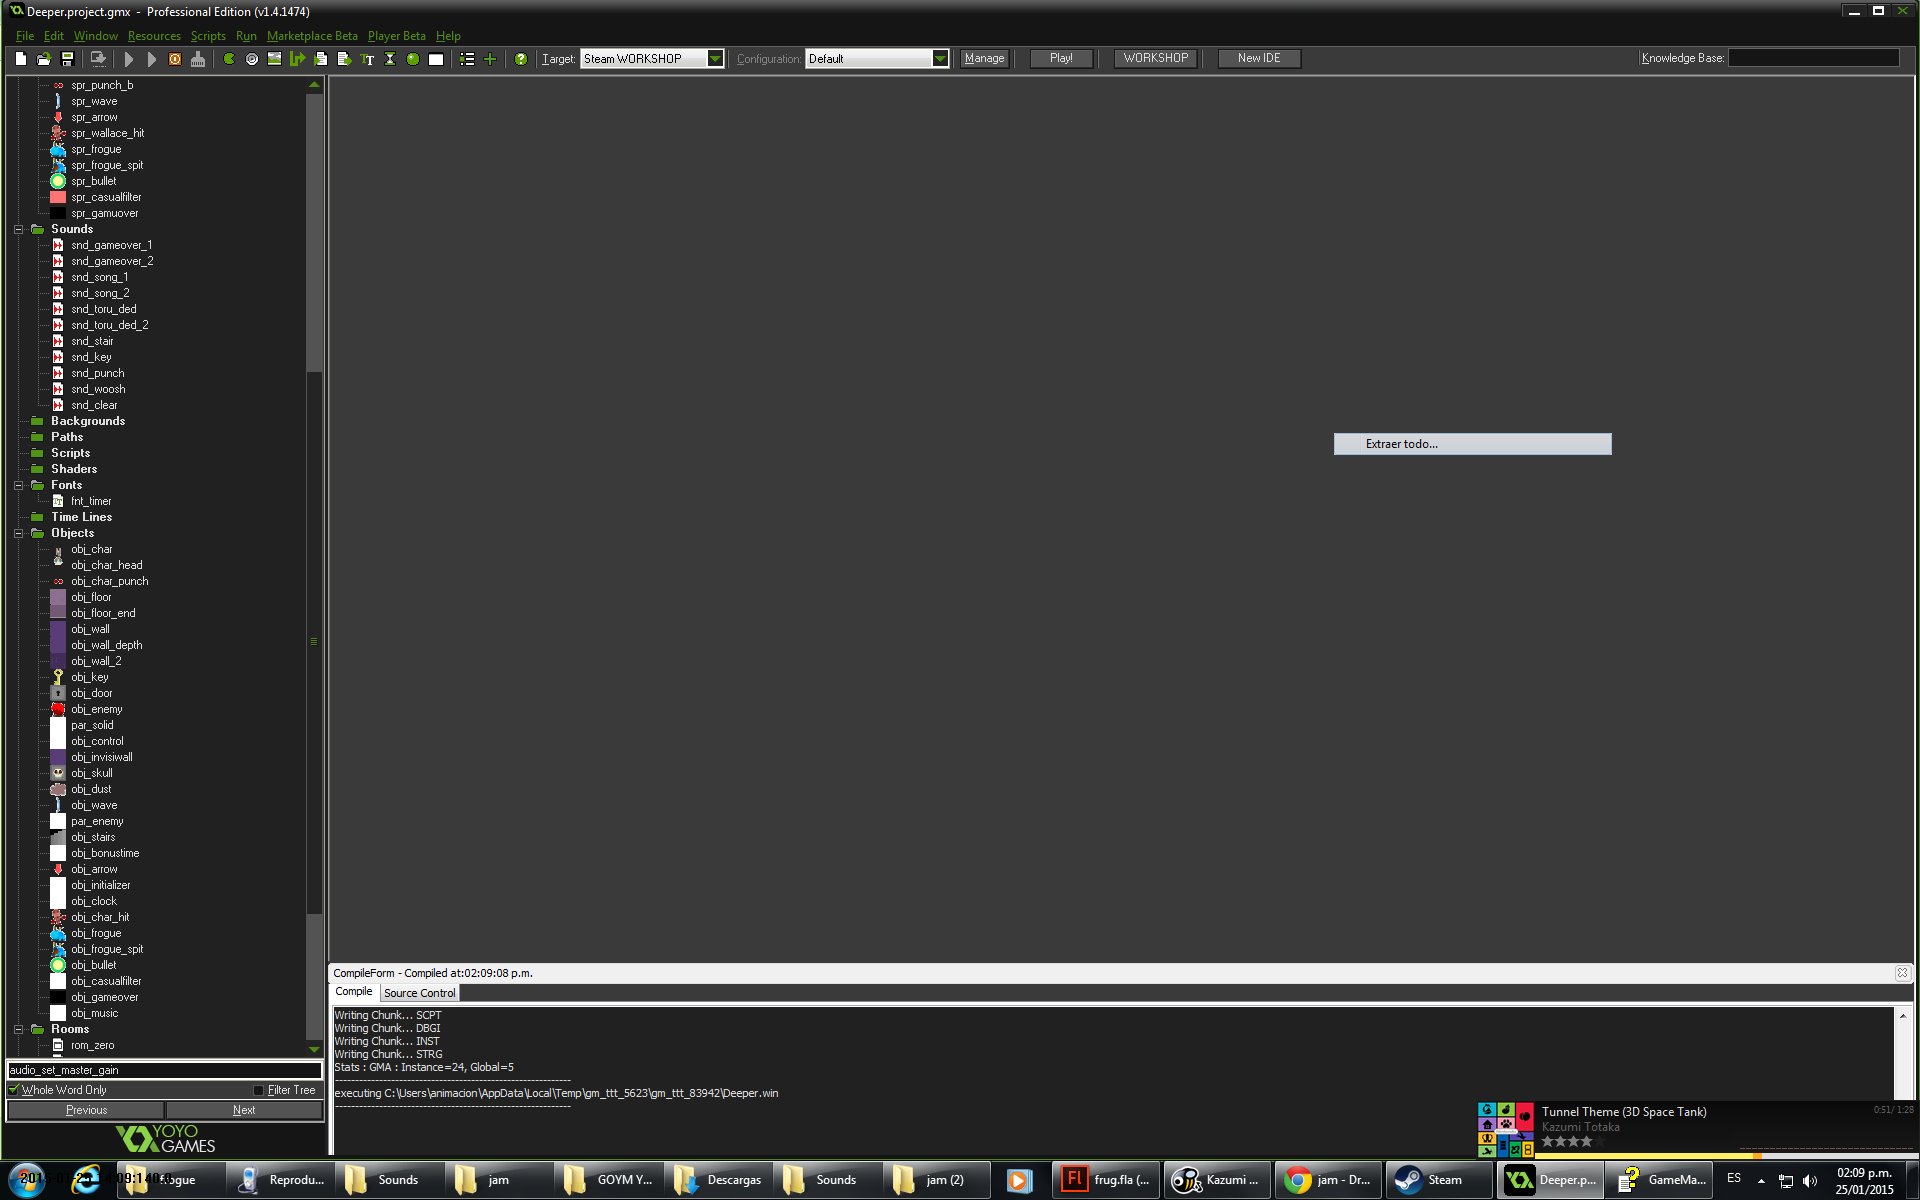 Deeper.project.gmx - Professional Edition (v1.4.1474)
File Edit Window Resources Scripts Run Marketplace Beta Player Beta Help
Target: Steam WORKSHOP Configuration: Default Manage Play! WORKSHOP New IDE Knowledge Base:
spr_punch_b
spr_wave
spr_arrow
spr_wallace_hit
spr_frogue
spr_frogue_spit
spr_bullet
spr_casualfilter
spr_gamuover
Sounds
snd_gameover_1
snd_gameover_2
snd_song_1
snd_song_2
snd_toru_ded
snd_toru_ded_2
snd_stair
snd_key
snd_punch
snd_woosh
snd_clear
Backgrounds
Paths
Scripts
Shaders
Fonts
fnt_timer
Time Lines
Objects
obj_char
obj_char_head
obj_char_punch
obj_floor
obj_floor_end
obj_wall
obj_wall_depth
obj_wall_2
obj_key
obj_door
obj_enemy
par_solid
obj_control
obj_invisiwall
obj_skull
obj_dust
obj_wave
par_enemy
obj_stairs
obj_bonustime
obj_arrow
obj_initializer
obj_clock
obj_char_hit
obj_frogue
obj_frogue_spit
obj_bullet
obj_casualfilter
obj_gameover
obj_music
Rooms
rom_zero
audio_set_master_gain
Whole Word Only Filter Tree
Previous Next
YOYO
GAMES
Extraer todo...
CompileForm - Compiled at:02:09:08 p.m.
Compile Source Control
Writing Chunk... SCPT
Writing Chunk... DBGI
Writing Chunk... INST
Writing Chunk... STRG
Stats : GMA : Instance=24, Global=5
executing C:\Users\animacion\AppData\Local\Temp\gm_ttt_5623\gm_ttt_83942\Deeper.win
Tunnel Theme (3D Space Tank) 0:51/1:28
Kazumi Totaka
Reprodu... Sounds jam GOYM Y... Descargas Sounds jam (2) Fl frug.fla (... Kazumi ... jam - Dr... Steam Deeper.p... GameMa... ES
02:09 p.m.
25/01/2015